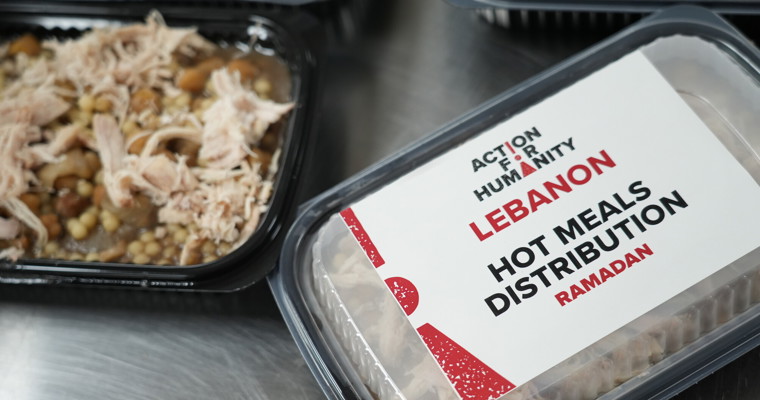 ACTION
FOR
HUMANITY
LEBANON
HOT MEALS
DISTRIBUTION
RAMADAN